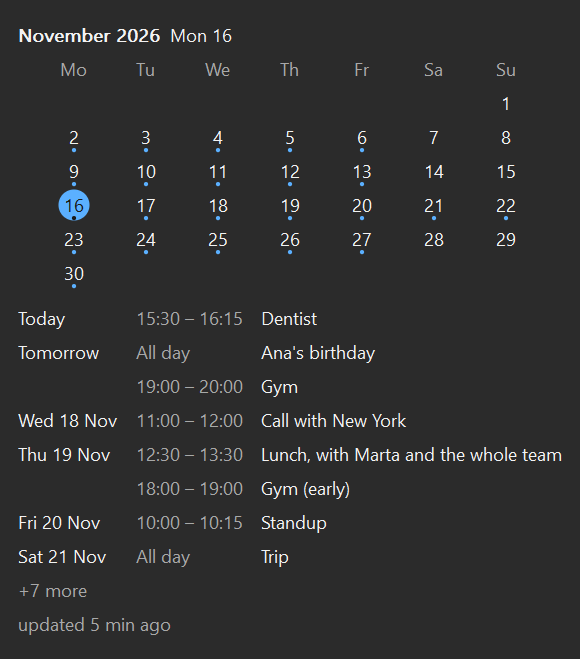 November 2026 Mon 16
Mo Tu We Th Fr Sa Su
1
2 3 4 5 6 7 8
9 10 11 12 13 14 15
16 17 18 19 20 21 22
23 24 25 26 27 28 29
30
Today 15:30 – 16:15 Dentist
Tomorrow All day Ana's birthday
19:00 – 20:00 Gym
Wed 18 Nov 11:00 – 12:00 Call with New York
Thu 19 Nov 12:30 – 13:30 Lunch, with Marta and the whole team
18:00 – 19:00 Gym (early)
Fri 20 Nov 10:00 – 10:15 Standup
Sat 21 Nov All day Trip
+7 more
updated 5 min ago